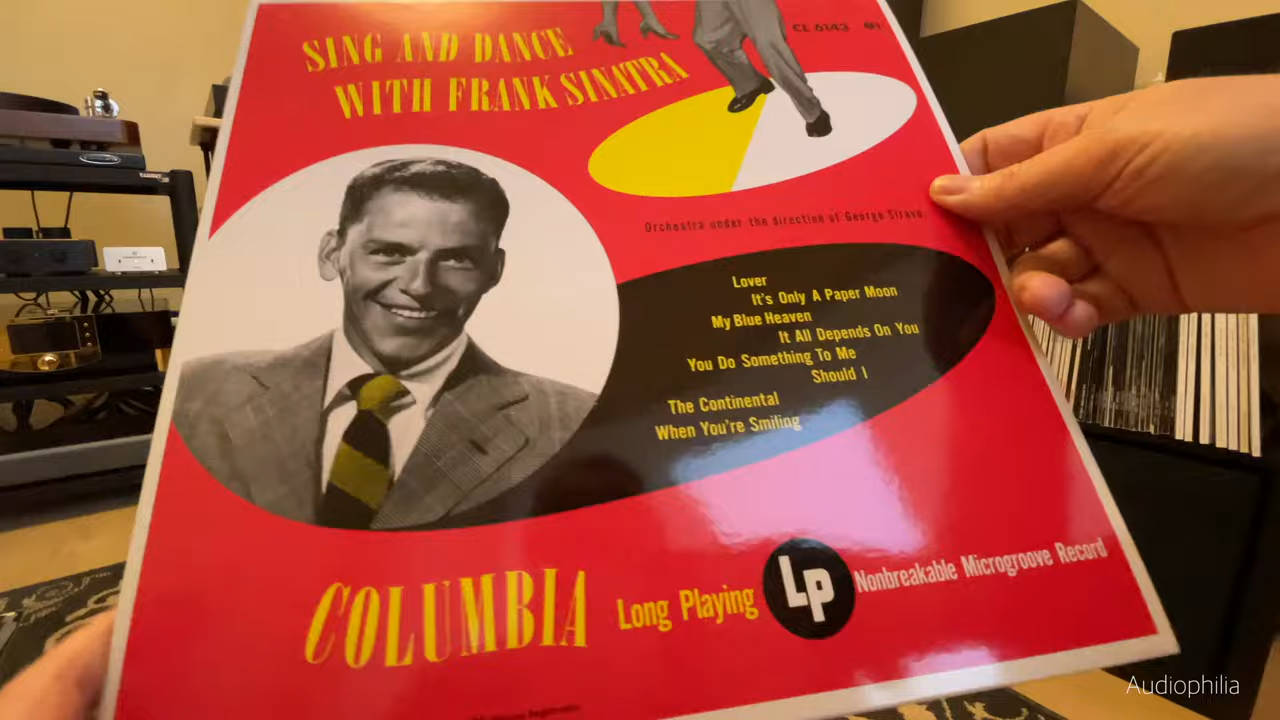 SING AND DANCE
WITH FRANK SINATRA
CL 6143
Orchestra under the direction of George Siravo
Lover
It's Only A Paper Moon
My Blue Heaven
It All Depends On You
You Do Something To Me
Should I
The Continental
When You're Smiling
COLUMBIA
Long Playing
LP
Nonbreakable Microgroove Record
Audiophilia